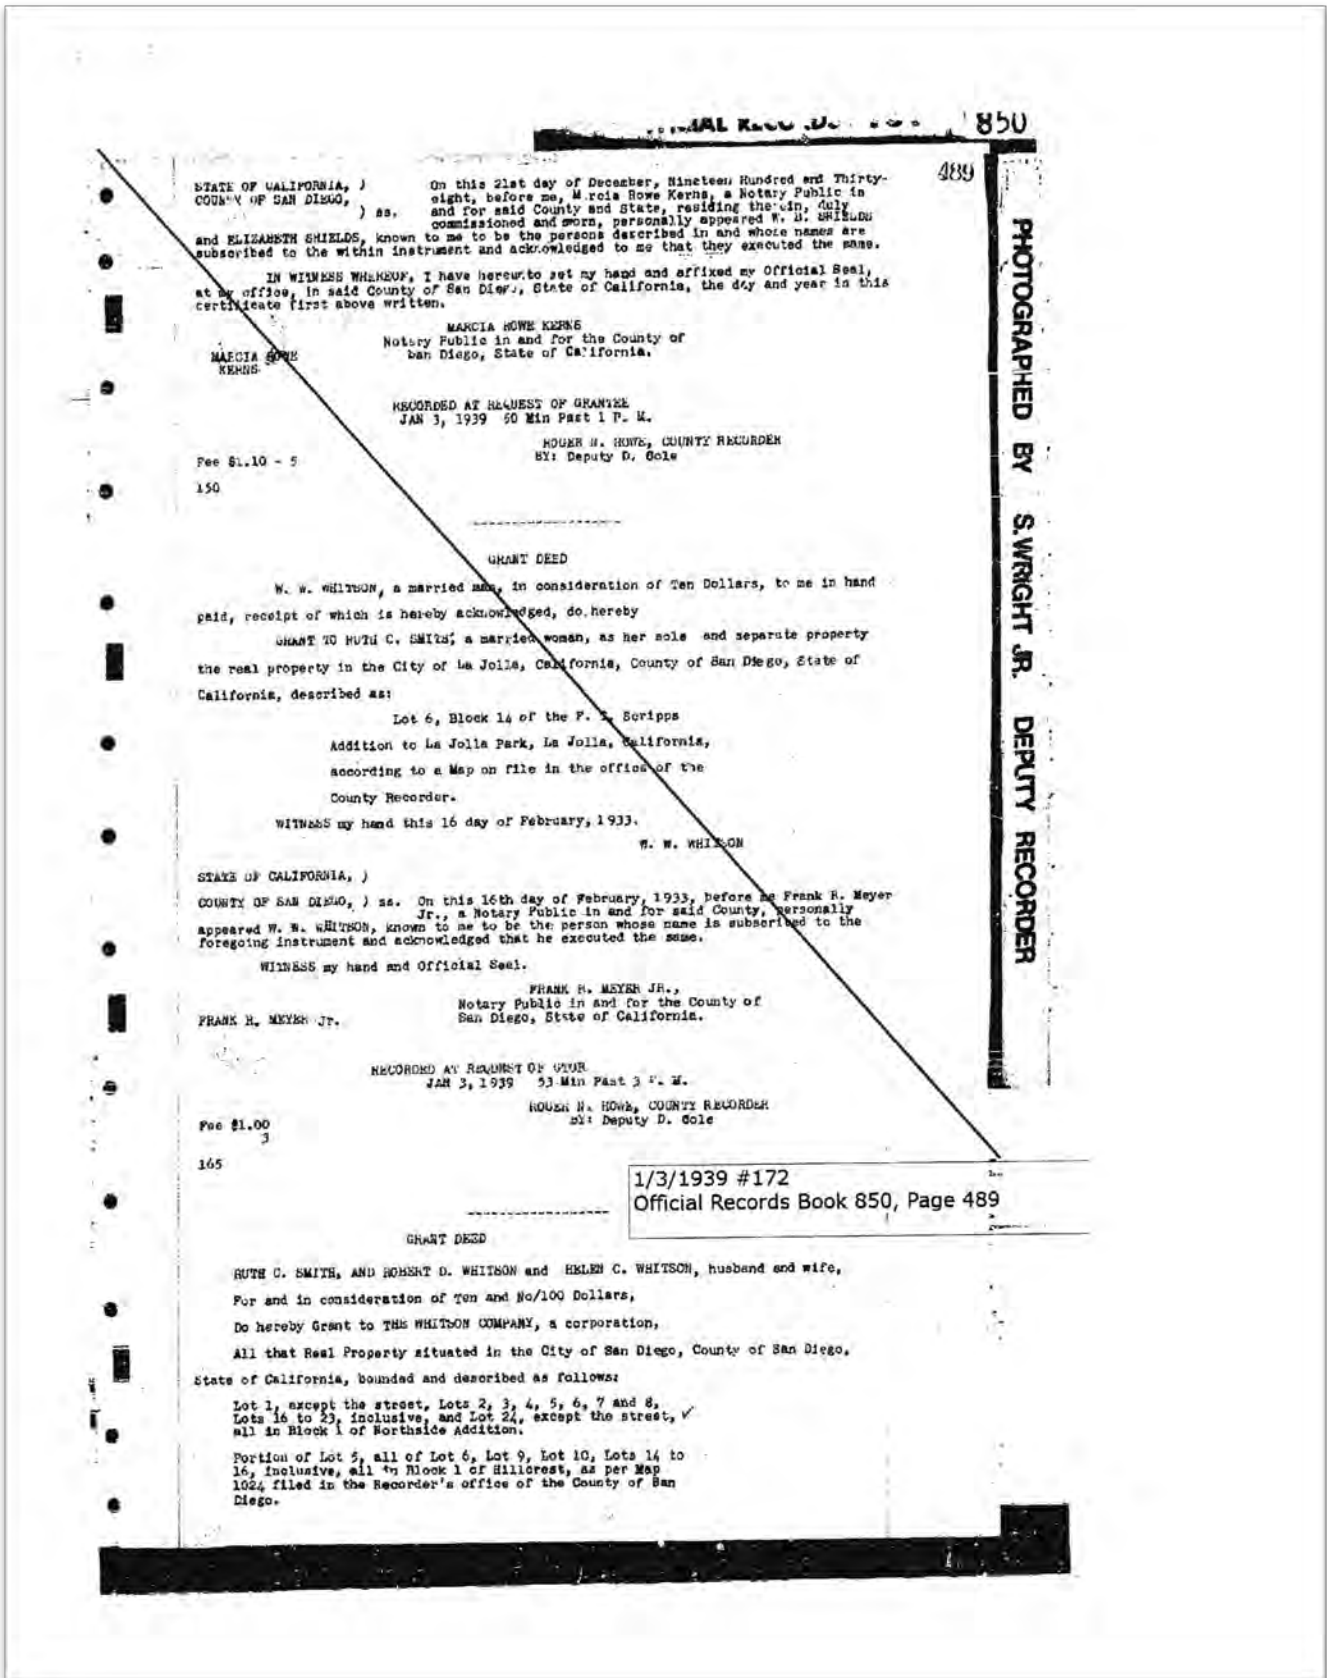 850
489
STATE OF CALIFORNIA, )
COUNTY OF SAN DIEGO, ) ss.
On this 21st day of December, Nineteen Hundred and Thirty-
eight, before me, Marcia Howe Kerns, a Notary Public in
and for said County and State, residing therein, duly
commissioned and sworn, personally appeared W. B. SHIELDS
and ELIZABETH SHIELDS, known to me to be the persons described in and whose names are
subscribed to the within instrument and acknowledged to me that they executed the same.
IN WITNESS WHEREOF, I have hereunto set my hand and affixed my Official Seal,
at my office, in said County of San Diego, State of California, the day and year in this
certificate first above written.
MARCIA HOWE KERNS
Notary Public in and for the County of
San Diego, State of California.
MARCIA HOWE
KERNS
RECORDED AT REQUEST OF GRANTEE
JAN 3, 1939 50 Min Past 1 P. M.
ROGER N. HOWE, COUNTY RECORDER
BY: Deputy D. Cole
Fee $1.10 - 5
150
GRANT DEED
W. W. WHITSON, a married man, in consideration of Ten Dollars, to me in hand
paid, receipt of which is hereby acknowledged, do hereby
GRANT TO RUTH C. SMITH, a married woman, as her sole and separate property
the real property in the City of La Jolla, California, County of San Diego, State of
California, described as:
Lot 6, Block 14 of the F. T. Scripps
Addition to La Jolla Park, La Jolla, California,
according to a Map on file in the office of the
County Recorder.
WITNESS my hand this 16 day of February, 1933.
W. W. WHITSON
STATE OF CALIFORNIA, )
COUNTY OF SAN DIEGO, ) ss. On this 16th day of February, 1933, before me Frank R. Meyer
Jr., a Notary Public in and for said County, personally
appeared W. W. WHITSON, known to me to be the person whose name is subscribed to the
foregoing instrument and acknowledged that he executed the same.
WITNESS my hand and Official Seal.
FRANK R. MEYER JR.,
Notary Public in and for the County of
San Diego, State of California.
FRANK R. MEYER Jr.
RECORDED AT REQUEST OF GTOR
JAN 3, 1939 53 Min Past 3 P. M.
ROGER N. HOWE, COUNTY RECORDER
BY: Deputy D. Cole
Fee $1.00
3
165
1/3/1939 #172
Official Records Book 850, Page 489
GRANT DEED
RUTH C. SMITH, AND ROBERT D. WHITSON and HELEN C. WHITSON, husband and wife,
For and in consideration of Ten and No/100 Dollars,
Do hereby Grant to THE WHITSON COMPANY, a corporation,
All that Real Property situated in the City of San Diego, County of San Diego,
State of California, bounded and described as follows:
Lot 1, except the street, Lots 2, 3, 4, 5, 6, 7 and 8,
Lots 16 to 23, inclusive, and Lot 24, except the street, ✓
all in Block 1 of Northside Addition.
Portion of Lot 5, all of Lot 6, Lot 9, Lot 10, Lots 14 to
16, inclusive, all in Block 1 of Hillcrest, as per Map
1024 filed in the Recorder's office of the County of San
Diego.
PHOTOGRAPHED BY S.WRIGHT JR. DEPUTY RECORDER